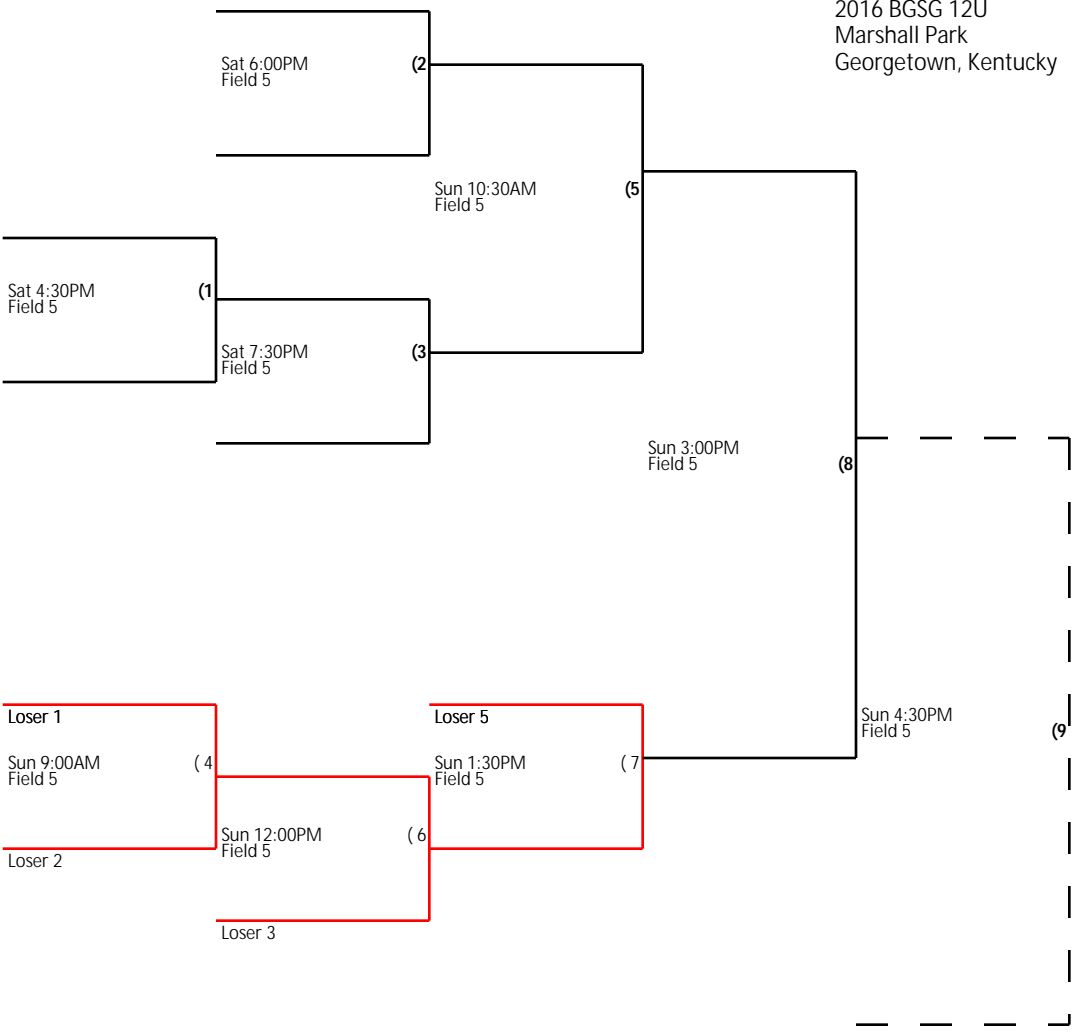 2016 BGSG 12U
Marshall Park
Georgetown, Kentucky
Sat 6:00PM
Field 5
(2
Sun 10:30AM
Field 5
(5
Sat 4:30PM
Field 5
(1
Sat 7:30PM
Field 5
(3
Sun 3:00PM
Field 5
(8
Loser 1
Sun 9:00AM
Field 5
( 4
Loser 2
Sun 12:00PM
Field 5
( 6
Loser 3
Loser 5
Sun 1:30PM
Field 5
( 7
Sun 4:30PM
Field 5
(9